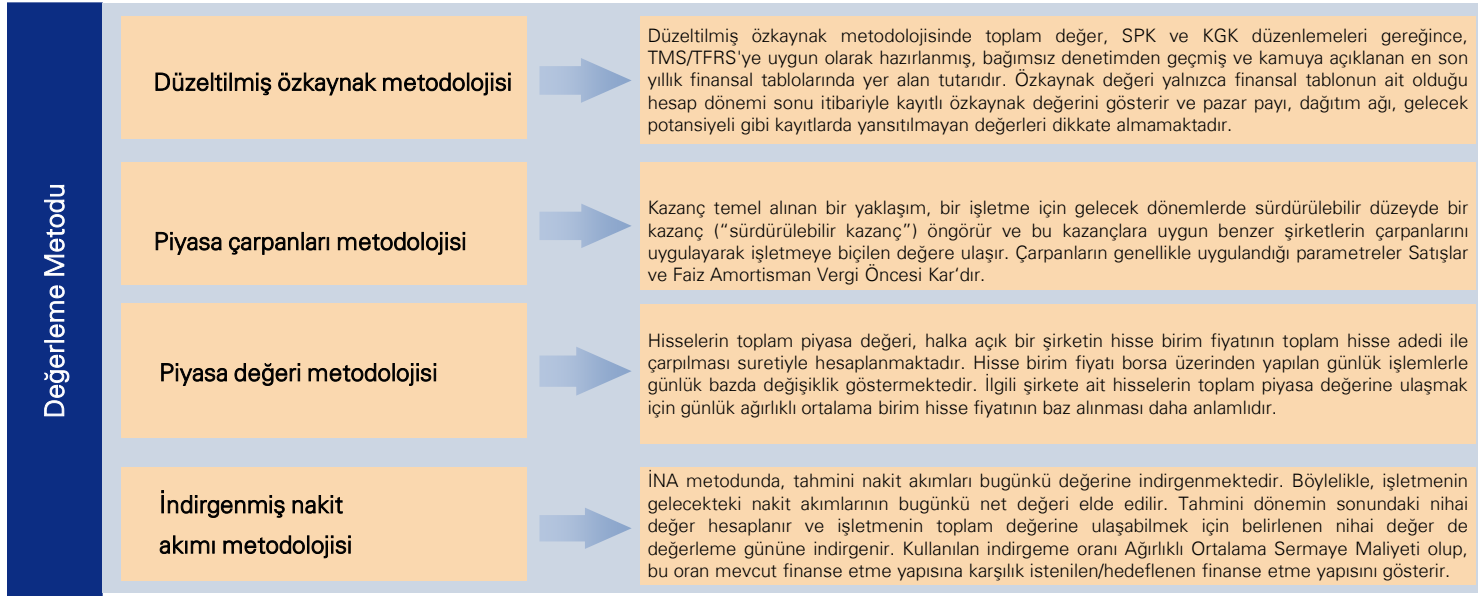 Değerleme Metodu
Düzeltilmiş özkaynak metodolojisi
Düzeltilmiş özkaynak metodolojisinde toplam değer, SPK ve KGK düzenlemeleri gereğince,
TMS/TFRS'ye uygun olarak hazırlanmış, bağımsız denetimden geçmiş ve kamuya açıklanan en son
yıllık finansal tablolarında yer alan tutarıdır. Özkaynak değeri yalnızca finansal tablonun ait olduğu
hesap dönemi sonu itibariyle kayıtlı özkaynak değerini gösterir ve pazar payı, dağıtım ağı, gelecek
potansiyeli gibi kayıtlarda yansıtılmayan değerleri dikkate almamaktadır.
Piyasa çarpanları metodolojisi
Kazanç temel alınan bir yaklaşım, bir işletme için gelecek dönemlerde sürdürülebilir düzeyde bir
kazanç (“sürdürülebilir kazanç”) öngörür ve bu kazançlara uygun benzer şirketlerin çarpanlarını
uygulayarak işletmeye biçilen değere ulaşır. Çarpanların genellikle uygulandığı parametreler Satışlar
ve Faiz Amortisman Vergi Öncesi Kar’dır.
Piyasa değeri metodolojisi
Hisselerin toplam piyasa değeri, halka açık bir şirketin hisse birim fiyatının toplam hisse adedi ile
çarpılması suretiyle hesaplanmaktadır. Hisse birim fiyatı borsa üzerinden yapılan günlük işlemlerle
günlük bazda değişiklik göstermektedir. İlgili şirkete ait hisselerin toplam piyasa değerine ulaşmak
için günlük ağırlıklı ortalama birim hisse fiyatının baz alınması daha anlamlıdır.
İndirgenmiş nakit
akımı metodolojisi
İNA metodunda, tahmini nakit akımları bugünkü değerine indirgenmektedir. Böylelikle, işletmenin
gelecekteki nakit akımlarının bugünkü net değeri elde edilir. Tahmini dönemin sonundaki nihai
değer hesaplanır ve işletmenin toplam değerine ulaşabilmek için belirlenen nihai değer de
değerleme gününe indirgenir. Kullanılan indirgeme oranı Ağırlıklı Ortalama Sermaye Maliyeti olup,
bu oran mevcut finanse etme yapısına karşılık istenilen/hedeflenen finanse etme yapısını gösterir.